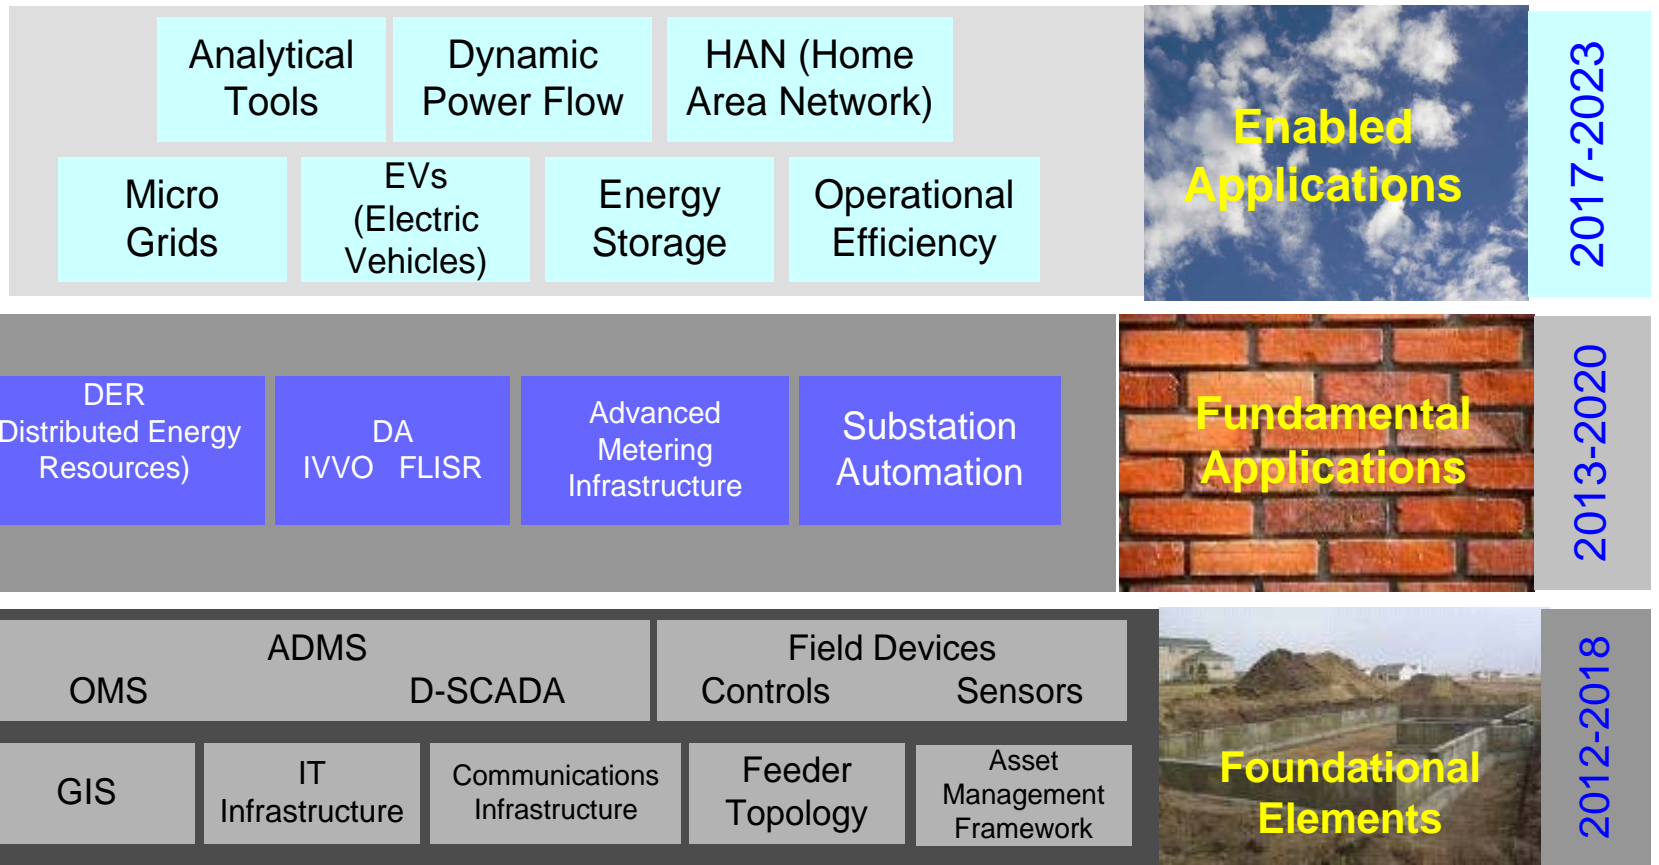 Analytical
Tools
Dynamic
Power Flow
HAN (Home
Area Network)
Micro
Grids
EVs
(Electric
Vehicles)
Energy
Storage
Operational
Efficiency
Enabled
Applications
2017-2023
DER
Distributed Energy
Resources)
DA
IVVO FLISR
Advanced
Metering
Infrastructure
Substation
Automation
Fundamental
Applications
2013-2020
ADMS
OMS D-SCADA
Field Devices
Controls Sensors
GIS
IT
Infrastructure
Communications
Infrastructure
Feeder
Topology
Asset
Management
Framework
Foundational
Elements
2012-2018